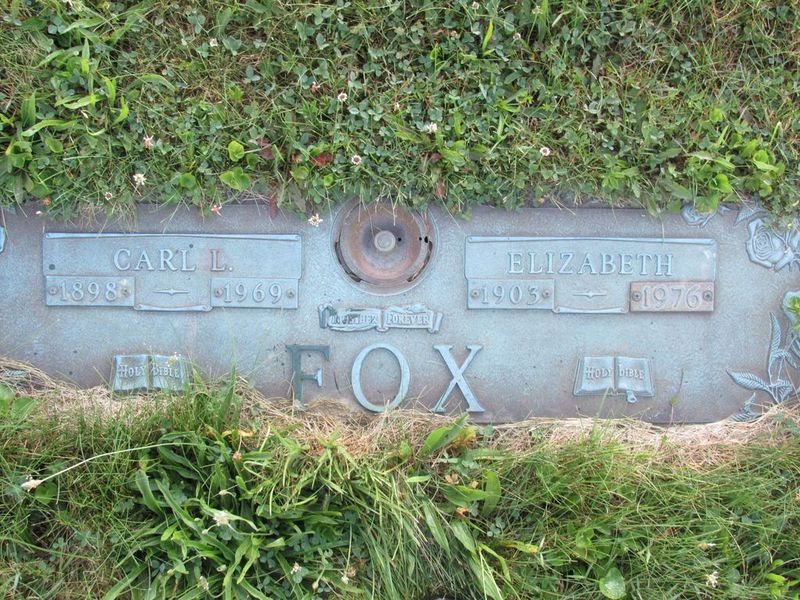 CARL L.
1898 1969
ELIZABETH
1903 1976
TOGETHER FOREVER
FOX
HOLY BIBLE
HOLY BIBLE